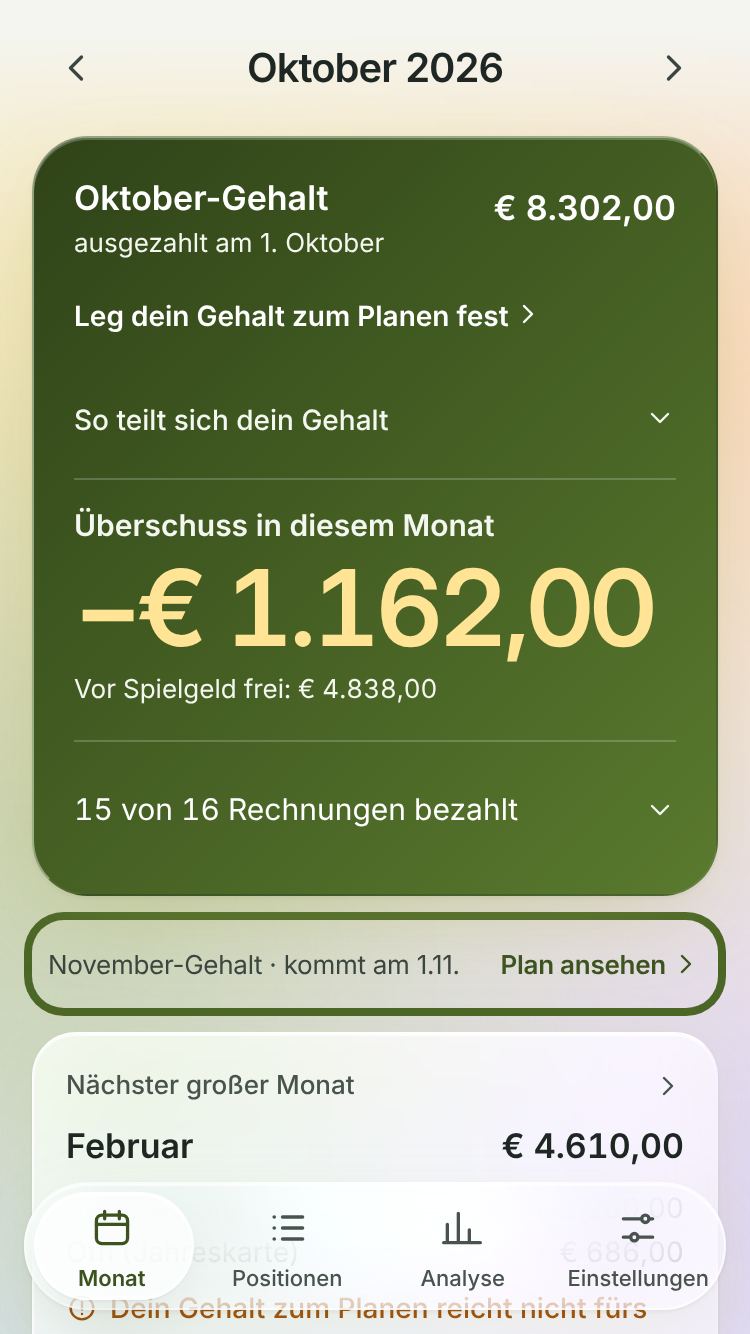 Oktober 2026
Oktober-Gehalt
€ 8.302,00
ausgezahlt am 1. Oktober
Leg dein Gehalt zum Planen fest
So teilt sich dein Gehalt
Überschuss in diesem Monat
–€ 1.162,00
Vor Spielgeld frei: € 4.838,00
15 von 16 Rechnungen bezahlt
November-Gehalt · kommt am 1.11.
Plan ansehen
Nächster großer Monat
Februar
€ 4.610,00
(Jahreskarte)
€ 686,00
Monat
Positionen
Analyse
Einstellungen
Dein Gehalt zum Planen reicht nicht fürs